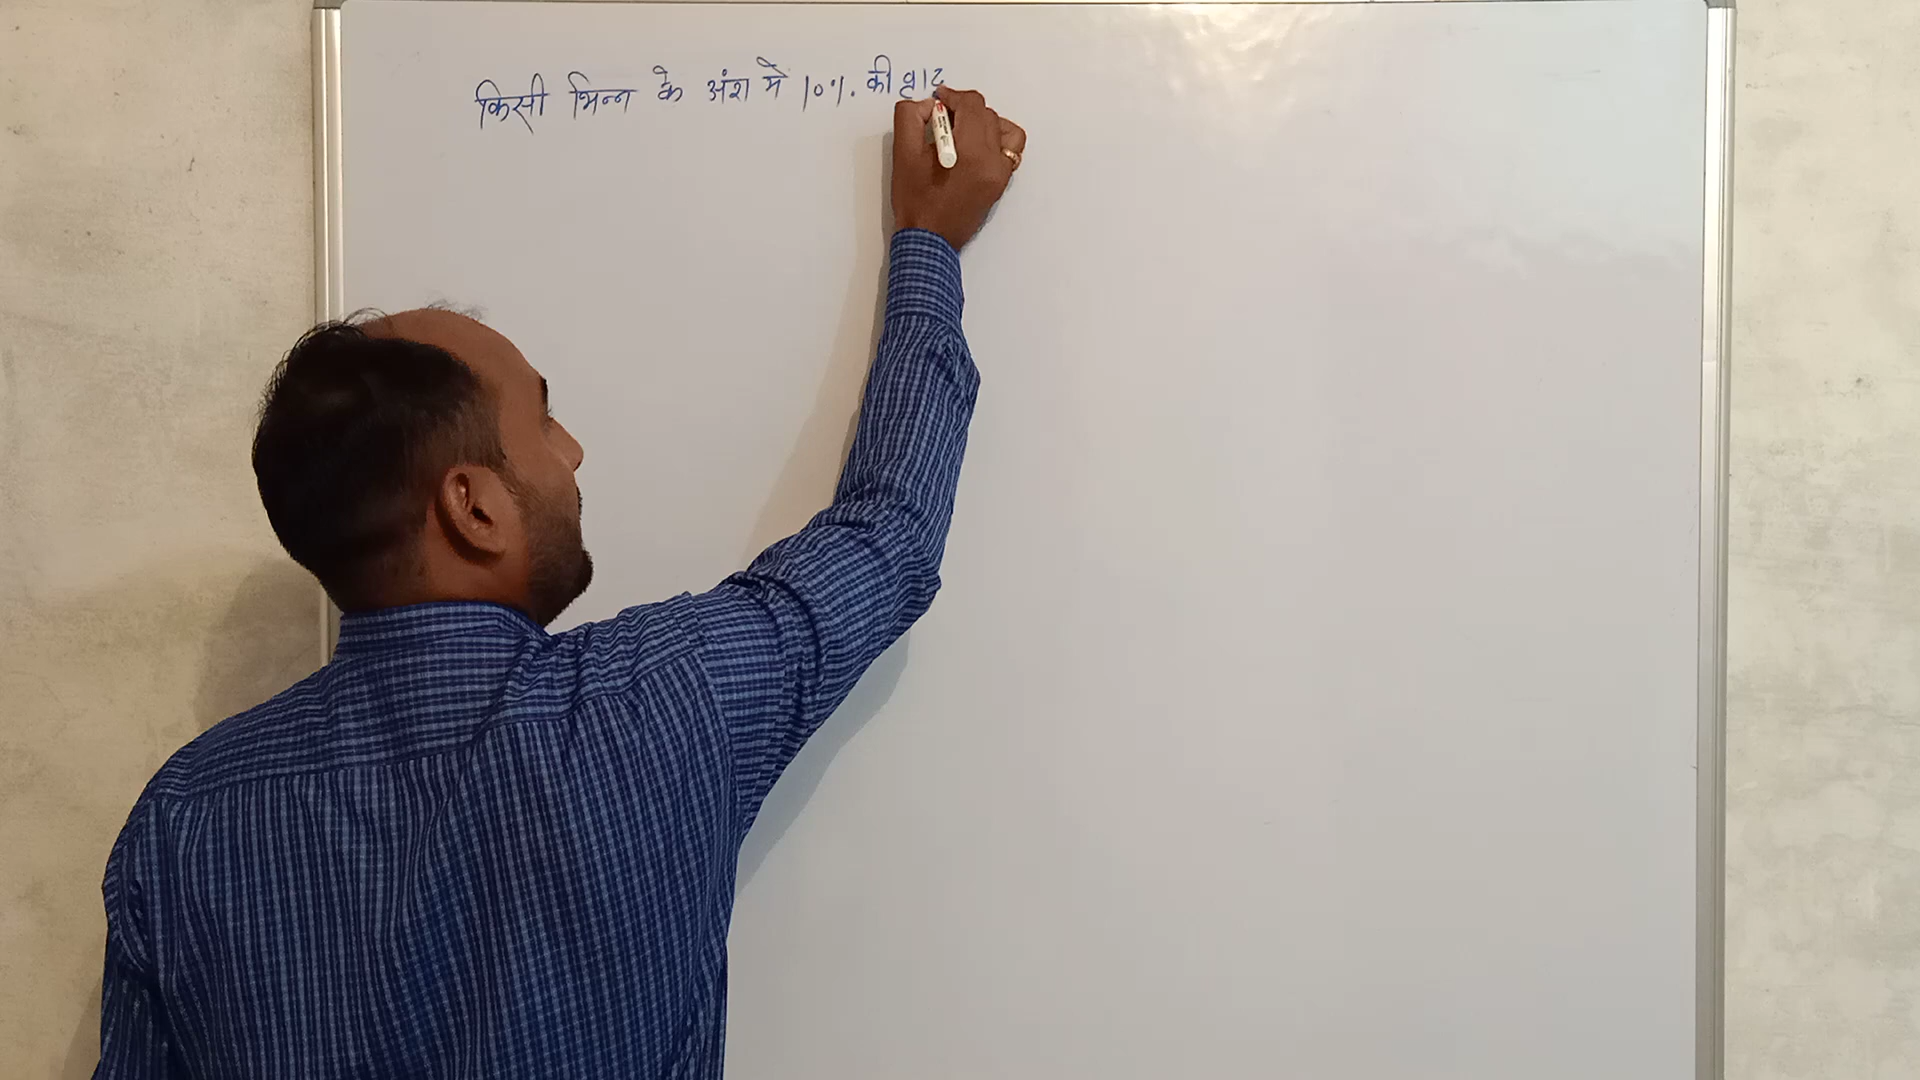 किसी भिन्न के अंश में 10% की